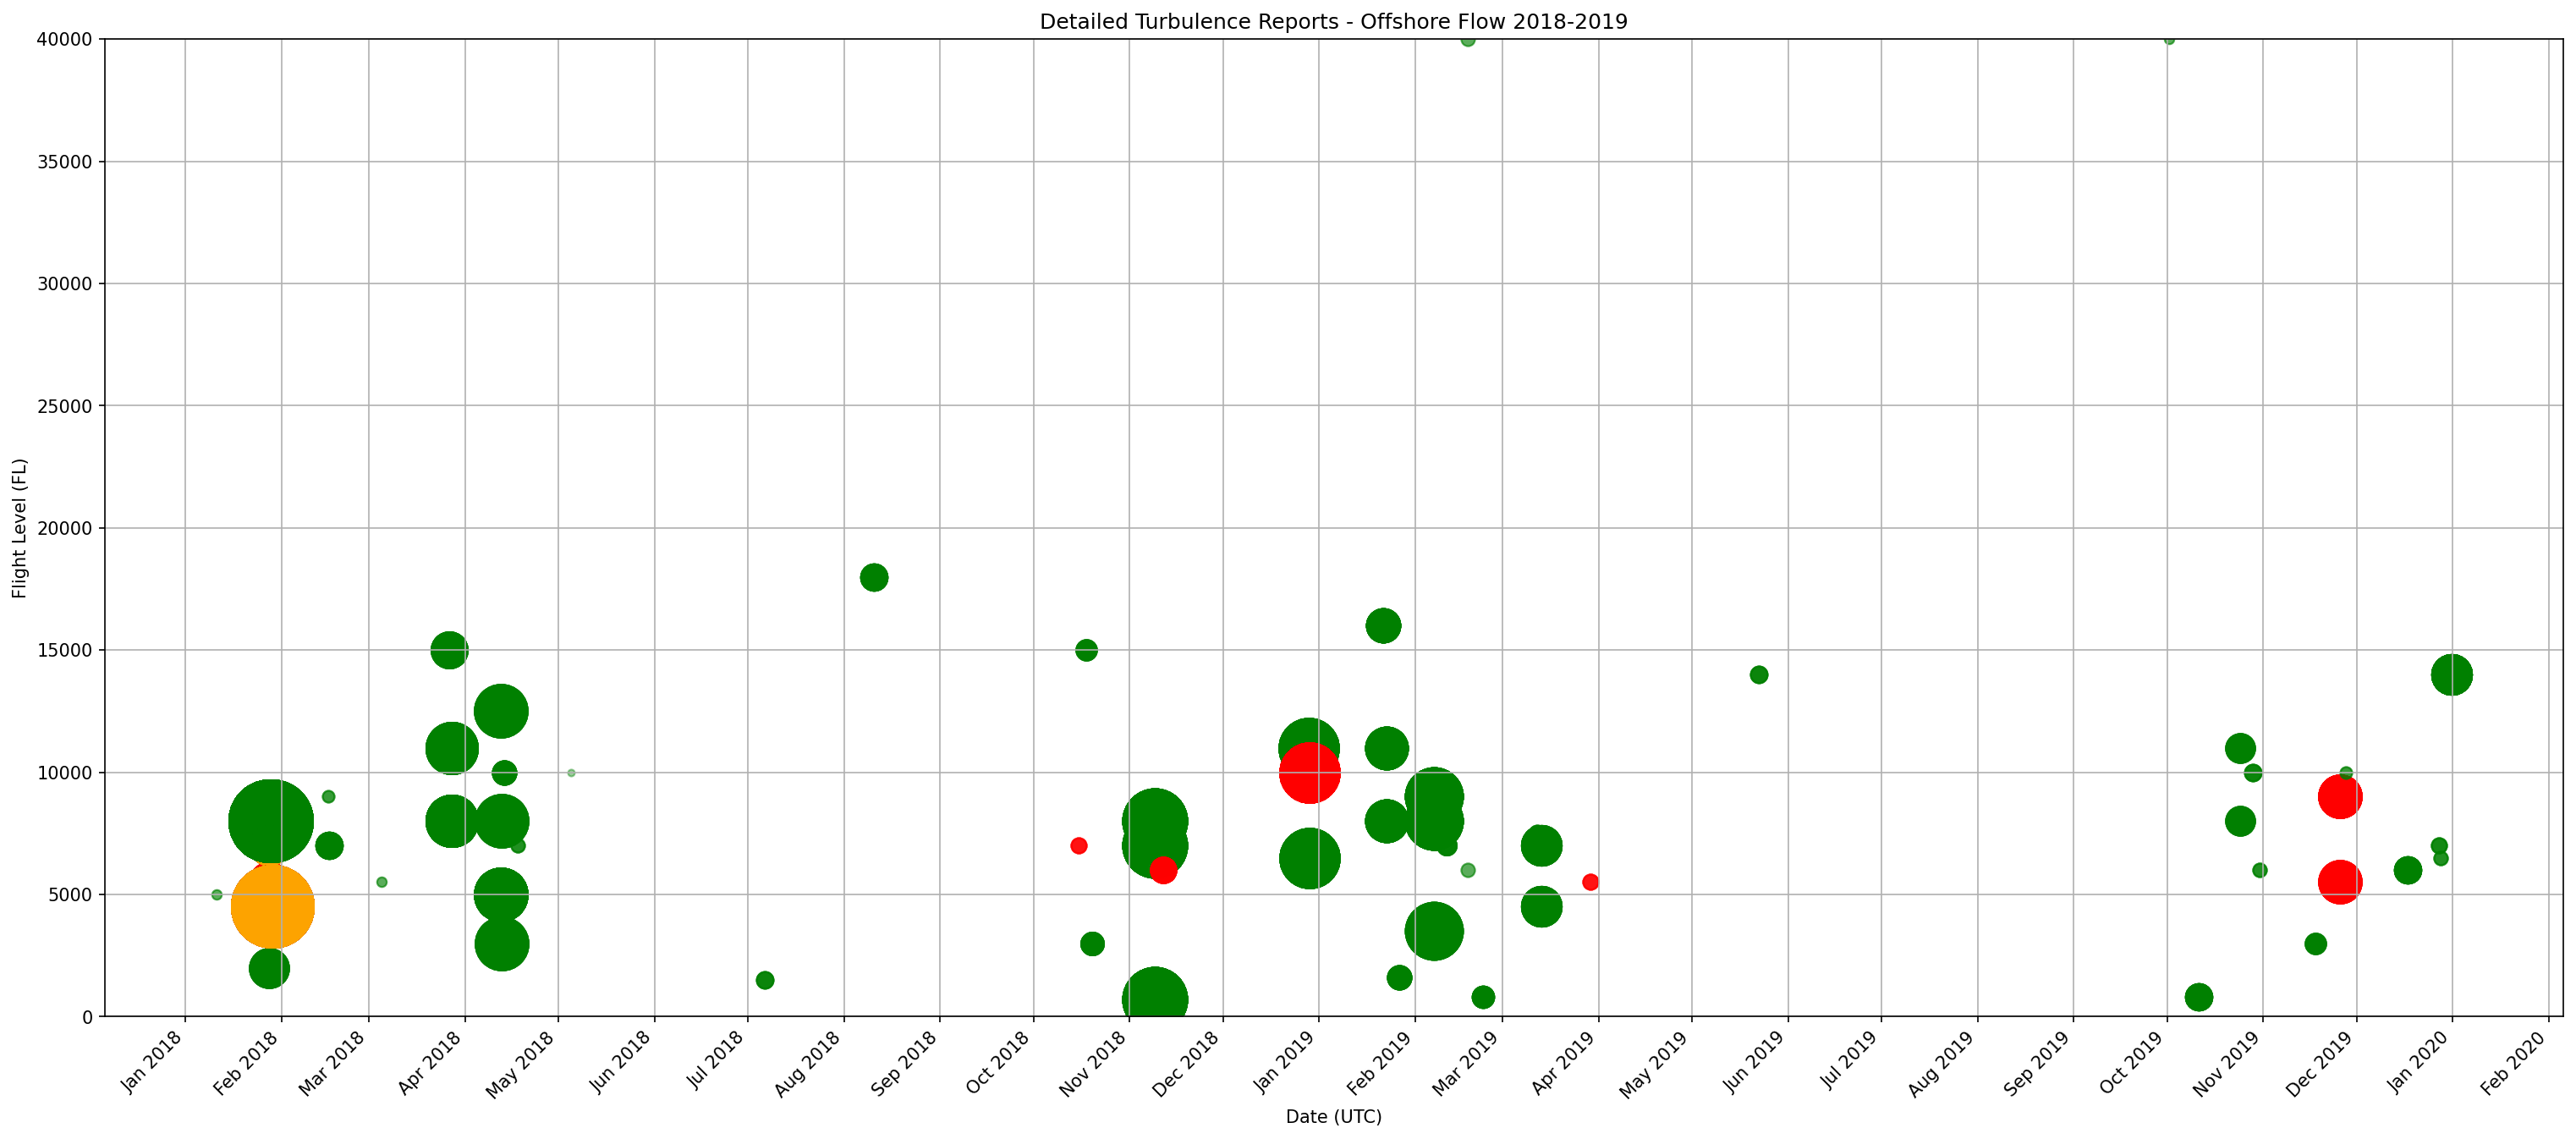 Detailed Turbulence Reports - Offshore Flow 2018-2019
40000
35000
30000
25000
20000
15000
10000
5000
0
Flight Level (FL)
Jan 2018
Feb 2018
Mar 2018
Apr 2018
May 2018
Jun 2018
Jul 2018
Aug 2018
Sep 2018
Oct 2018
Nov 2018
Dec 2018
Jan 2019
Feb 2019
Mar 2019
Apr 2019
May 2019
Jun 2019
Jul 2019
Aug 2019
Sep 2019
Oct 2019
Nov 2019
Dec 2019
Jan 2020
Feb 2020
Date (UTC)